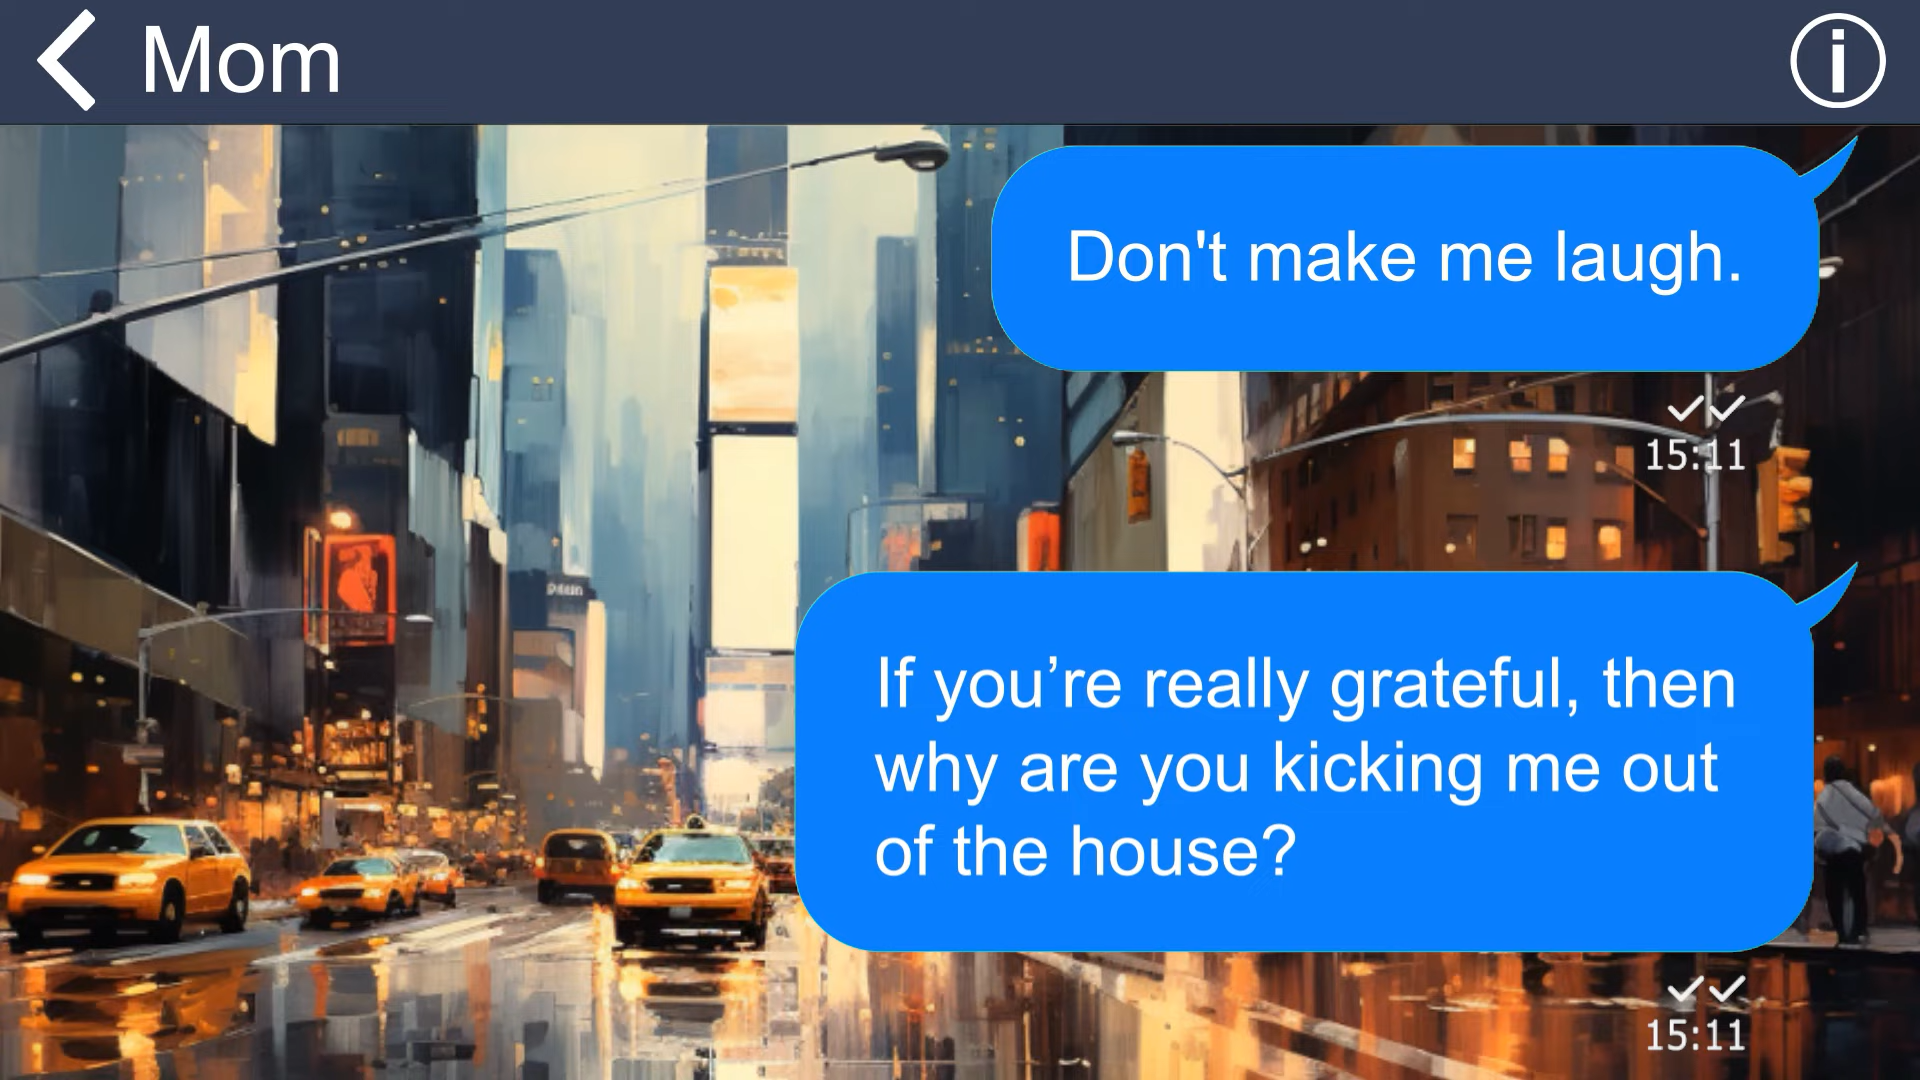 Mom
Don't make me laugh.
15:11
If you’re really grateful, then
why are you kicking me out
of the house?
15:11